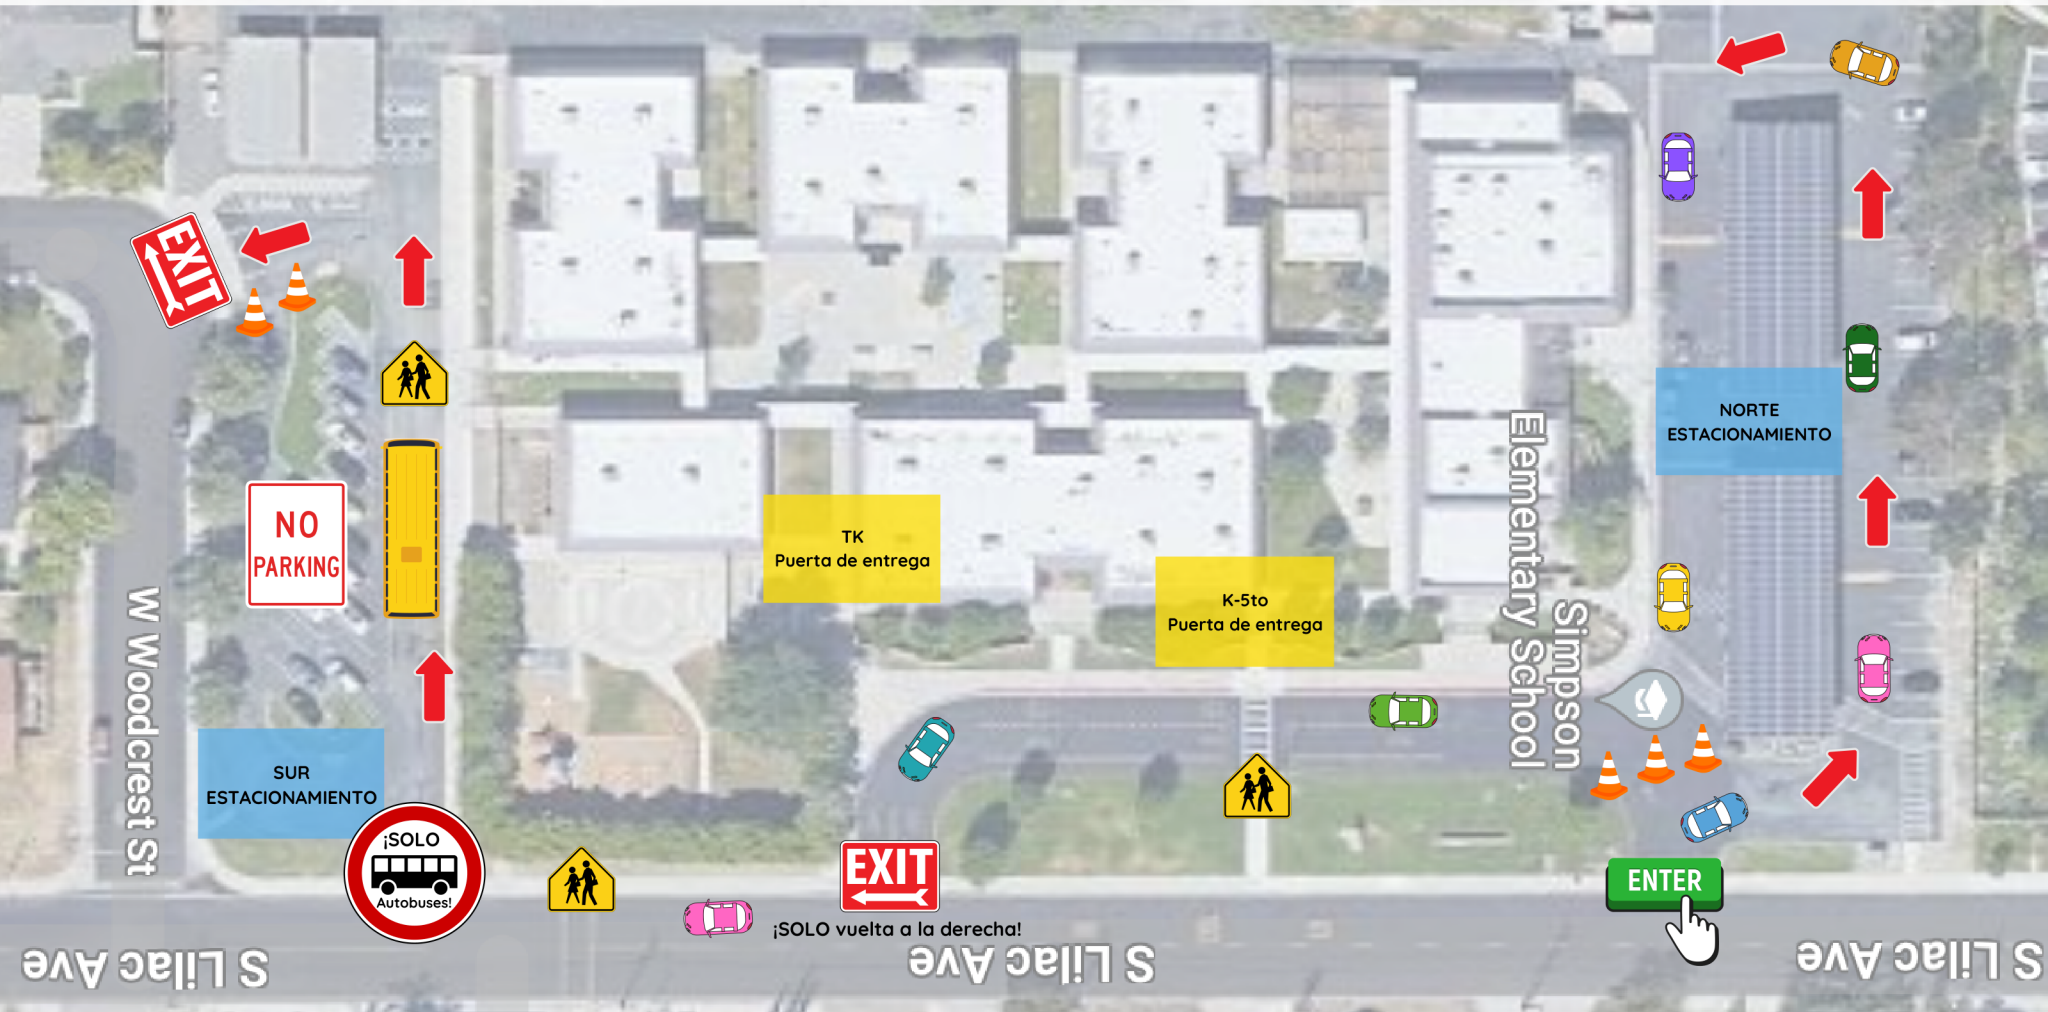 EXIT
NO
PARKING
W Woodcrest St
SUR
ESTACIONAMIENTO
¡SOLO
Autobuses!
TK
Puerta de entrega
K-5to
Puerta de entrega
Simpson
Elementary School
NORTE
ESTACIONAMIENTO
EXIT
¡SOLO vuelta a la derecha!
ENTER
S Lilac Ave
S Lilac Ave
S Lilac Ave